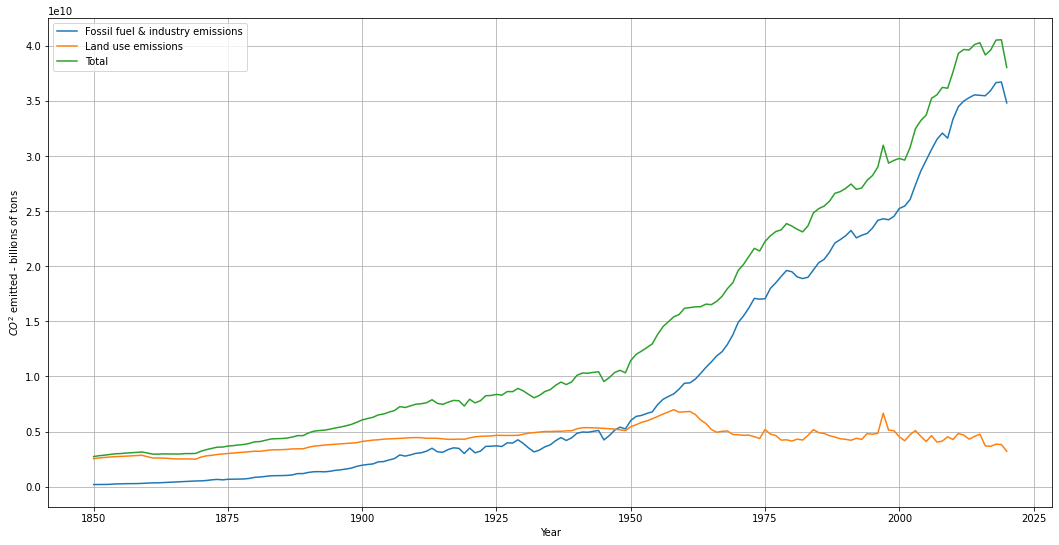 1e10
Fossil fuel & industry emissions
Land use emissions
Total
4.0
3.5
3.0
2.5
2.0
1.5
1.0
0.5
0.0
CO² emitted - billions of tons
1850 1875 1900 1925 1950 1975 2000 2025
Year